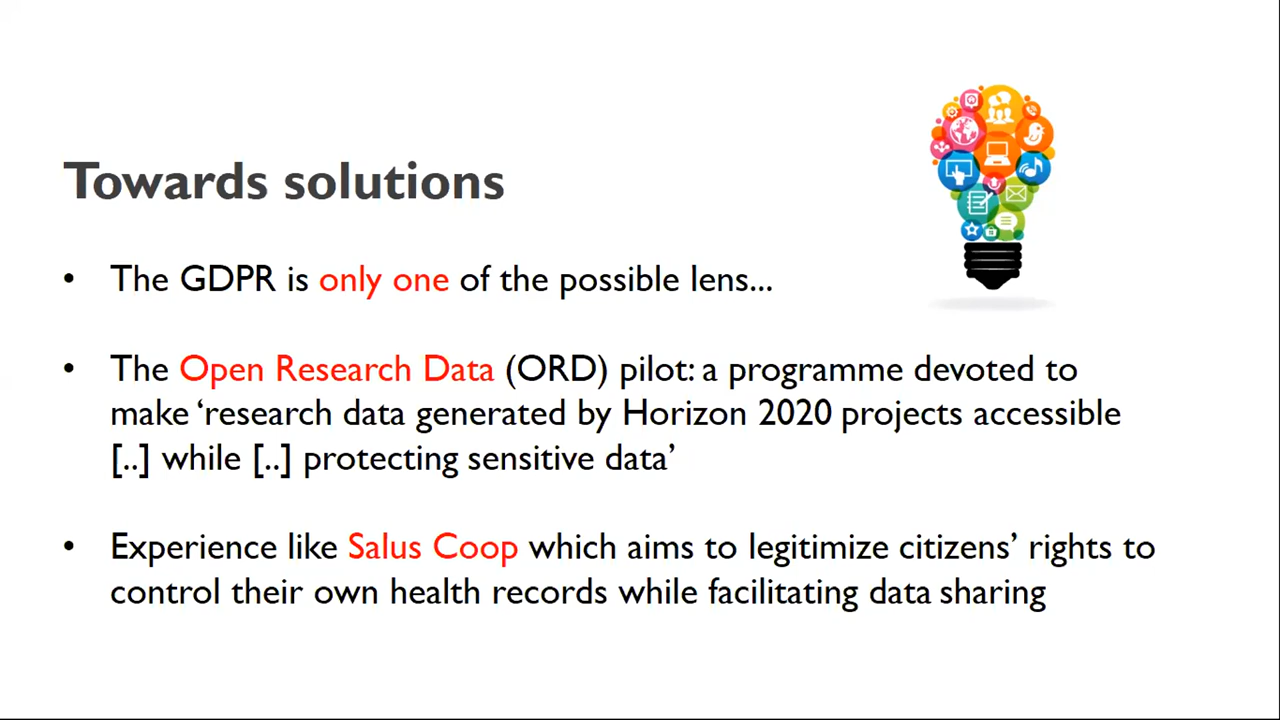 Towards solutions
• The GDPR is only one of the possible lens...
• The Open Research Data (ORD) pilot: a programme devoted to
make ‘research data generated by Horizon 2020 projects accessible
[..] while [..] protecting sensitive data’
• Experience like Salus Coop which aims to legitimize citizens’ rights to
control their own health records while facilitating data sharing